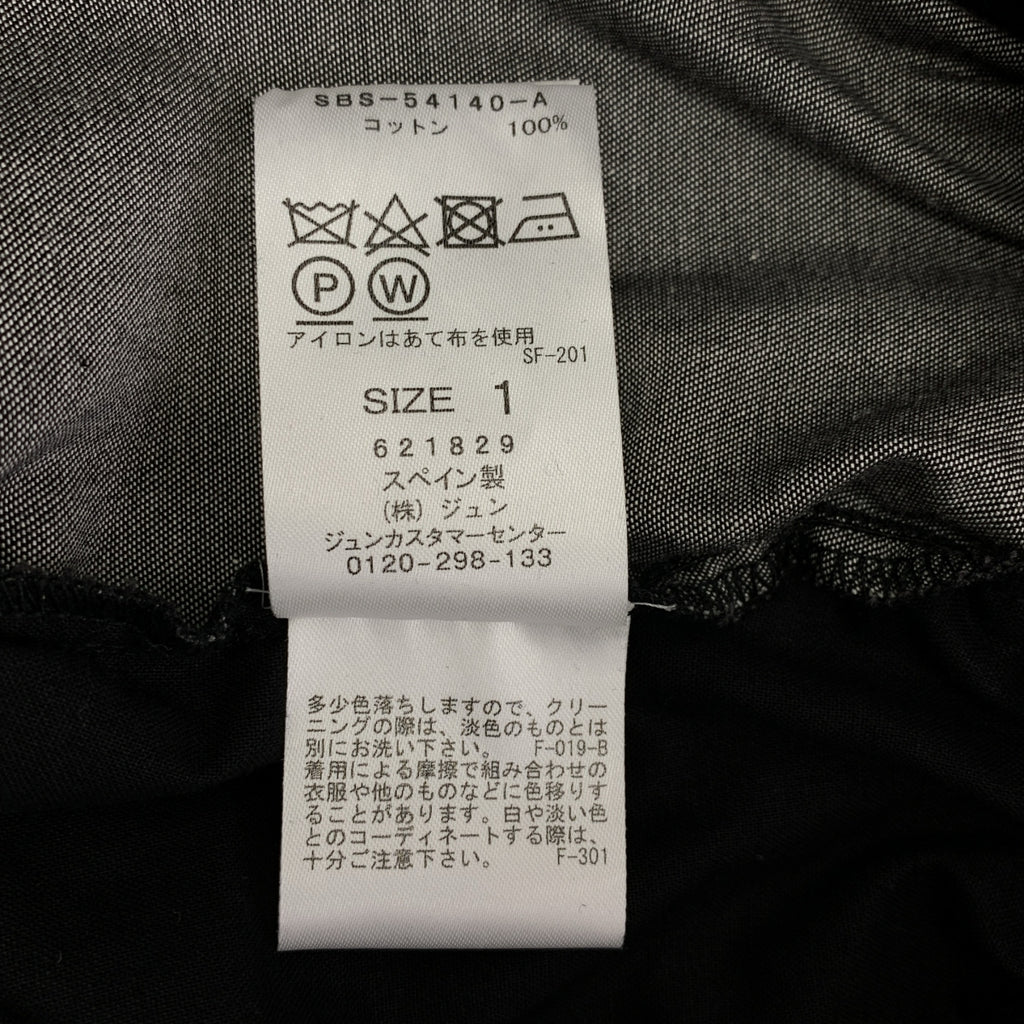 SBS-54140-A
コットン 100%
P W
アイロンはあて布を使用
SF-201
SIZE 1
621829
スペイン製
(株) ジュン
ジュンカスタマーセンター
0120-298-133
多少色落ちしますので、クリー
ニングの際は、淡色のものとは
別にお洗い下さい。 F-019-B
着用による摩擦で組み合わせの
衣服や他のものなどに色移りす
ることがあります。白や淡い色
とのコーディネートする際は、
十分ご注意下さい。 F-301